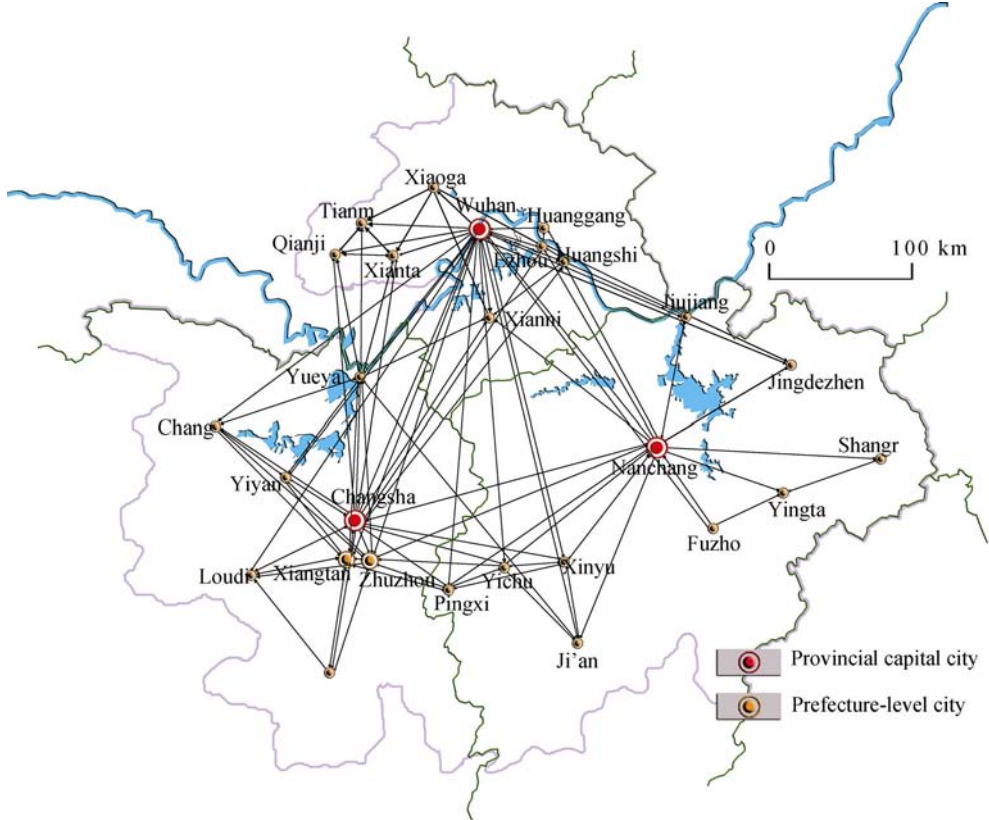 Xiaoga
Wuhan
Tianm
Huanggang
Qianji
Xianta
Ezhou
Huangshi
0 100 km
Jiujiang
Xianni
Yueya
Jingdezhen
Chang
Shangr
Nanchang
Yiyan
Changsha
Yingta
Fuzho
Loudi
Xiangtan
Zhuzhou
Yichu
Xinyu
Pingxi
Ji'an
Provincial capital city
Prefecture-level city